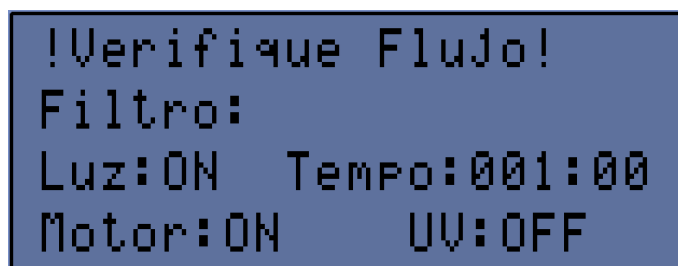 !Verifique Flujo!
Filtro:
Luz:ON Tempo:001:00
Motor:ON UV:OFF